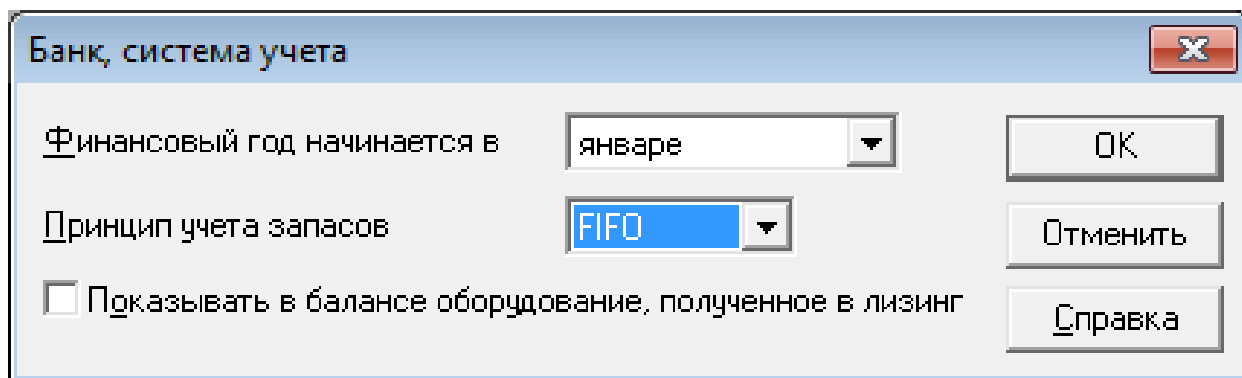 Банк, система учета
Финансовый год начинается в январе OK
Принцип учета запасов FIFO Отменить
Показывать в балансе оборудование, полученное в лизинг Справка